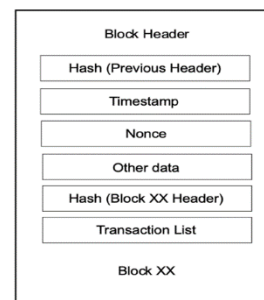 Block Header
Hash (Previous Header)
Timestamp
Nonce
Other data
Hash (Block XX Header)
Transaction List
Block XX